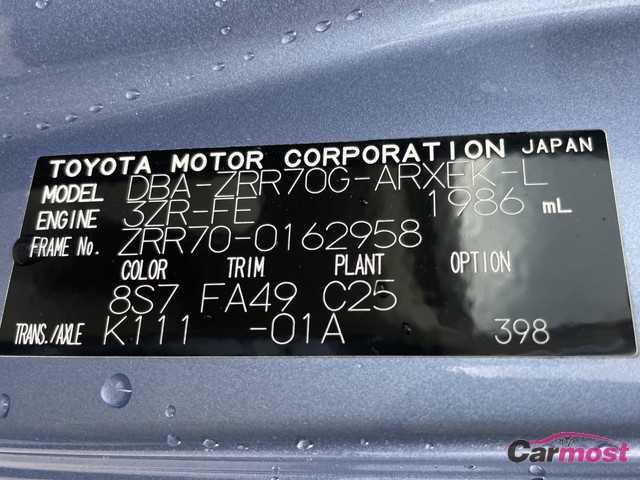 TOYOTA MOTOR CORPORATION JAPAN
MODEL DBA-ZRR70G-ARXEK-L
ENGINE 3ZR-FE 1986 mL
FRAME No. ZRR70-0162958
COLOR TRIM PLANT OPTION
8S7 FA49 C25
TRANS./AXLE K111 -01A 398
Carmost